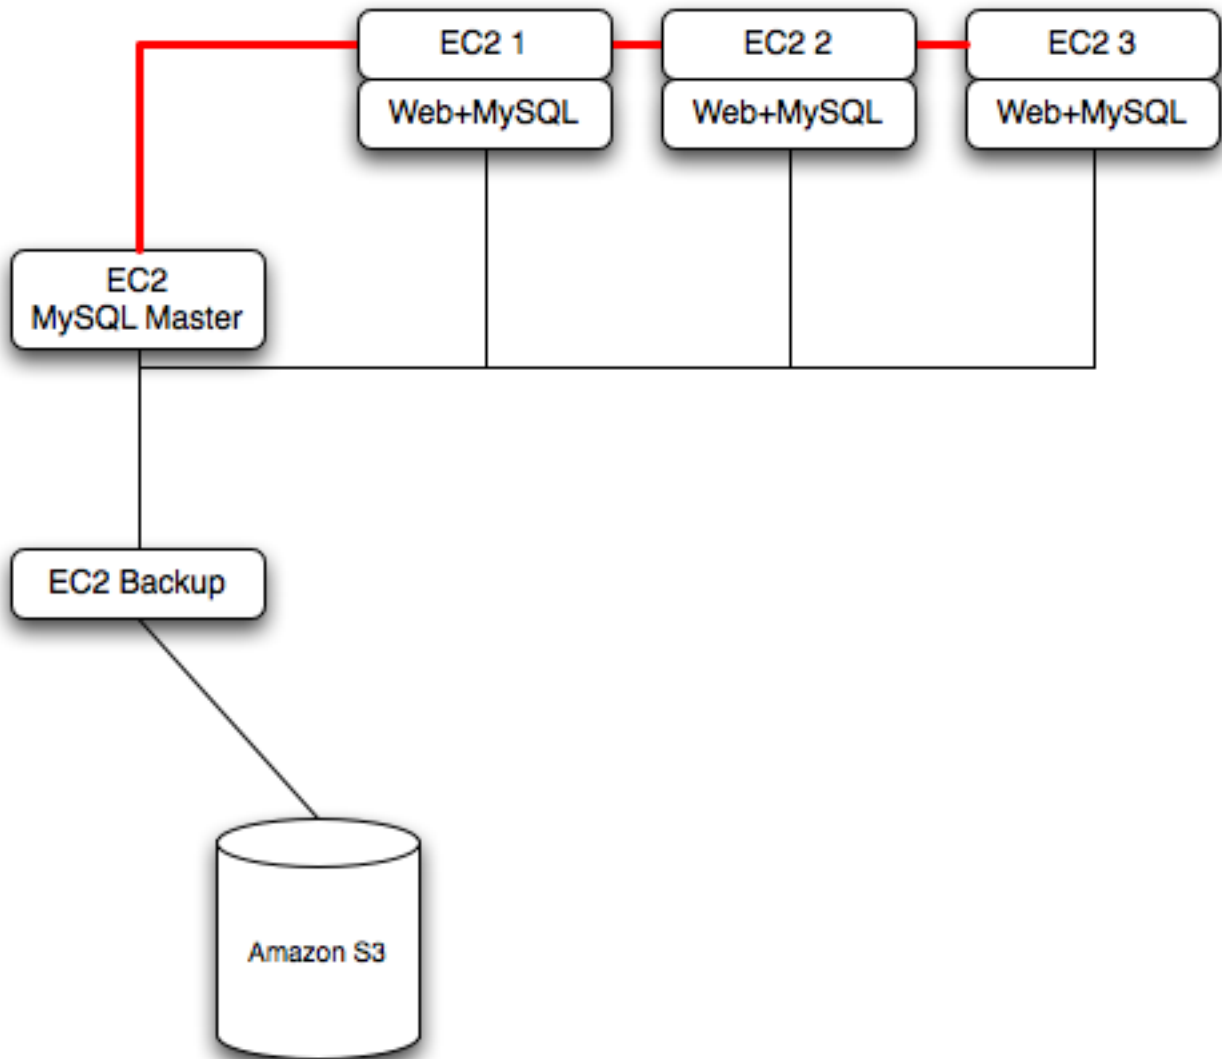 EC2 1
EC2 2
EC2 3
Web+MySQL
Web+MySQL
Web+MySQL
EC2
MySQL Master
EC2 Backup
Amazon S3